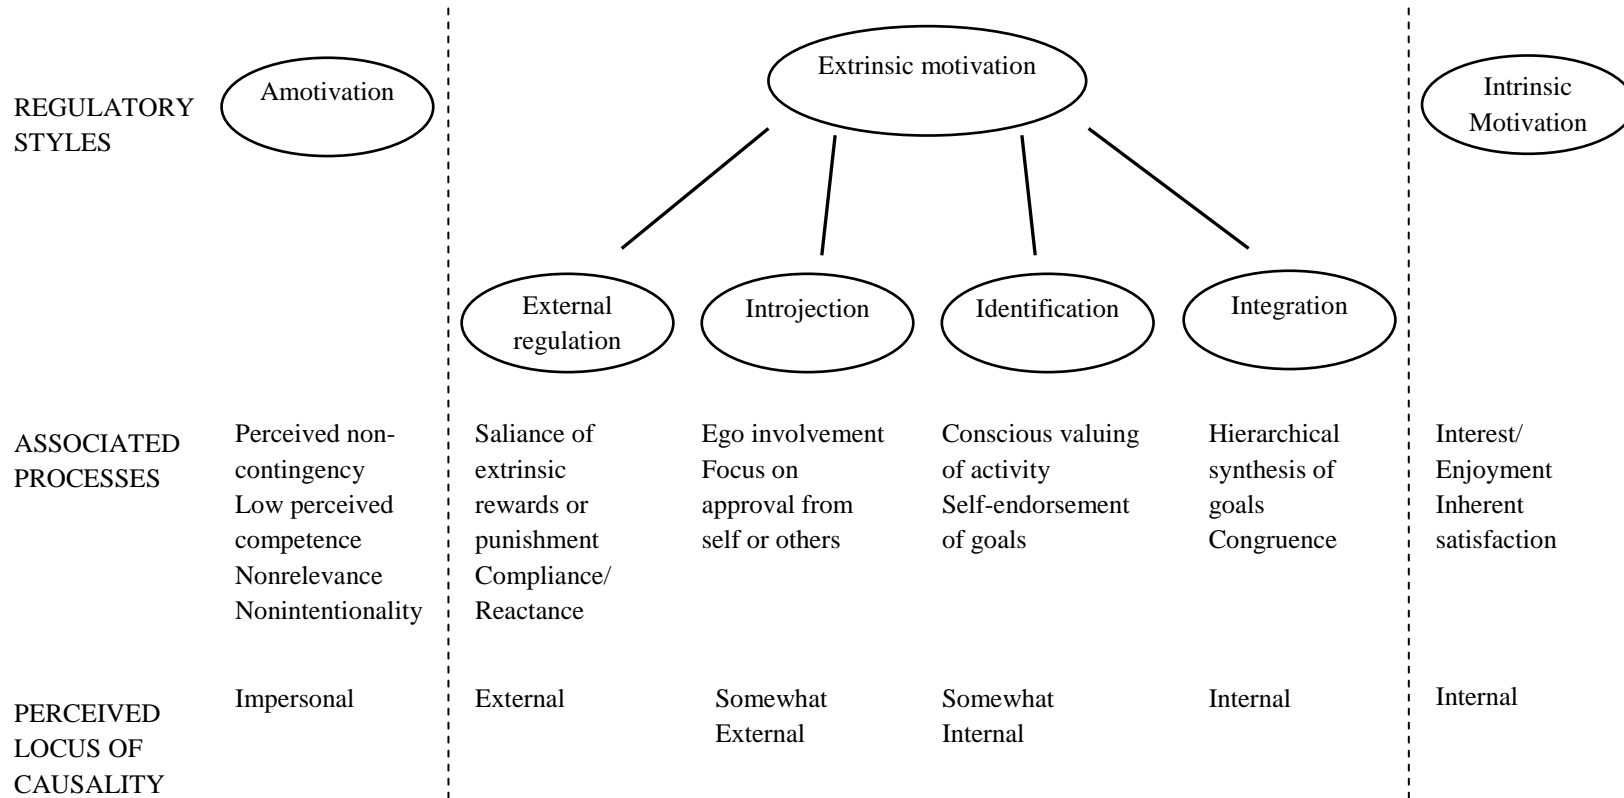 REGULATORY
STYLES
Amotivation
Extrinsic motivation
Intrinsic
Motivation
External
regulation
Introjection
Identification
Integration
ASSOCIATED
PROCESSES
Perceived non-
contingency
Low perceived
competence
Nonrelevance
Nonintentionality
Saliance of
extrinsic
rewards or
punishment
Compliance/
Reactance
Ego involvement
Focus on
approval from
self or others
Conscious valuing
of activity
Self-endorsement
of goals
Hierarchical
synthesis of
goals
Congruence
Interest/
Enjoyment
Inherent
satisfaction
PERCEIVED
LOCUS OF
CAUSALITY
Impersonal
External
Somewhat
External
Somewhat
Internal
Internal
Internal